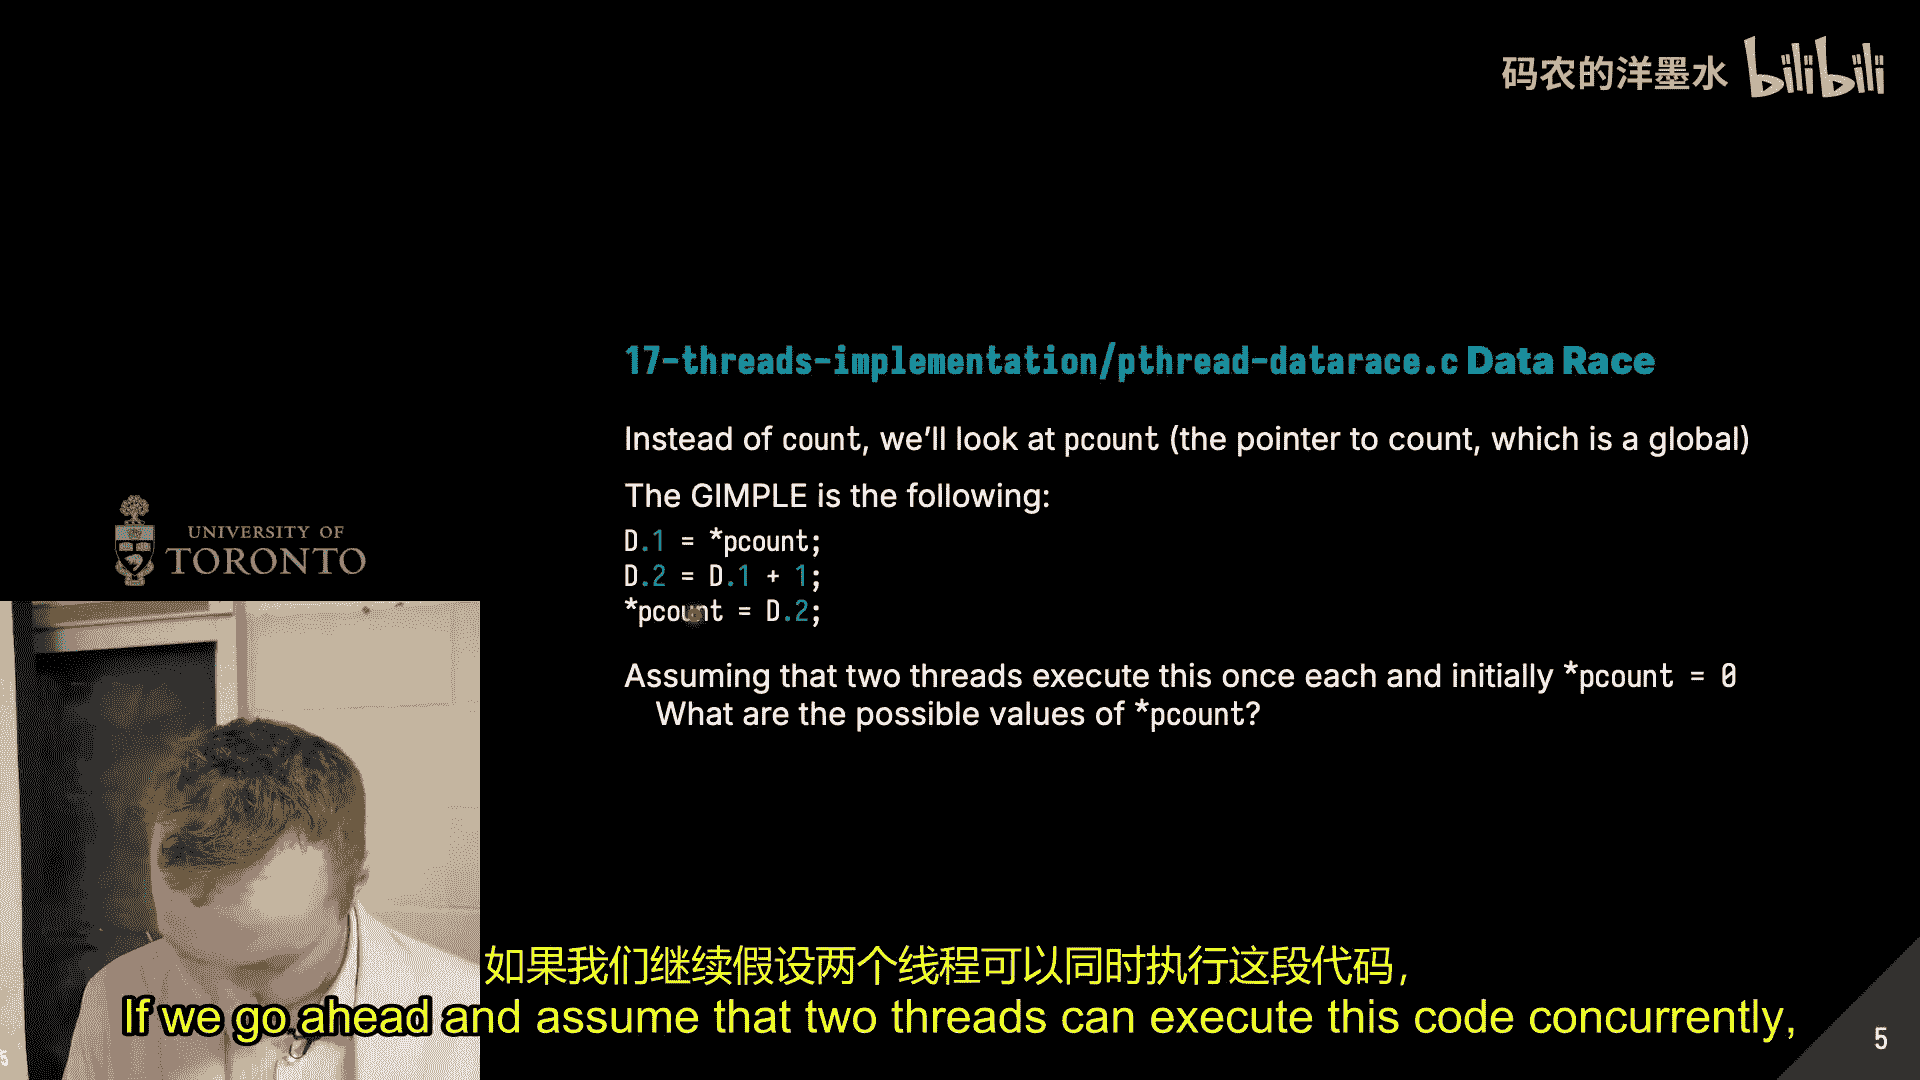 码农的洋墨水 bilibili
17-threads-implementation/pthread-datarace.c Data Race
Instead of count, we'll look at pcount (the pointer to count, which is a global)
The GIMPLE is the following:
D.1 = *pcount;
D.2 = D.1 + 1;
*pcount = D.2;
Assuming that two threads execute this once each and initially *pcount = 0
What are the possible values of *pcount?
UNIVERSITY OF
TORONTO
如果我们继续假设两个线程可以同时执行这段代码，
If we go ahead and assume that two threads can execute this code concurrently,
5